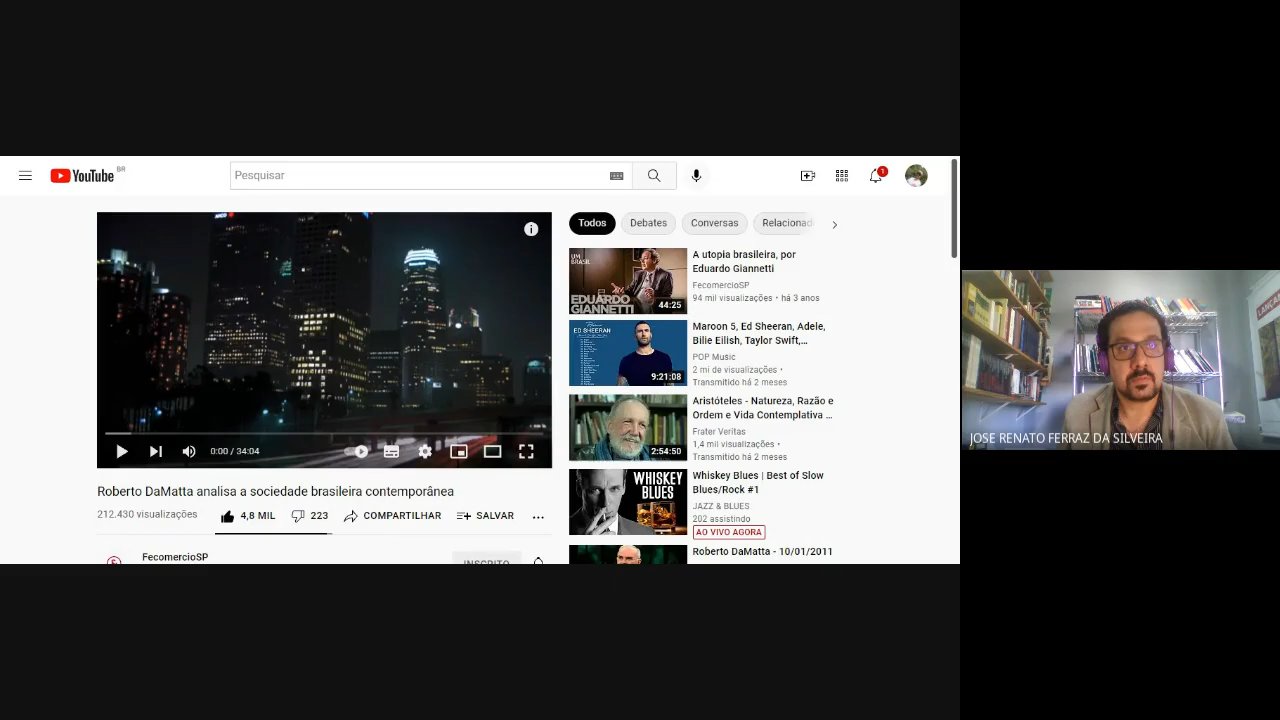 YouTube BR
Pesquisar
1
0:00 / 34:04
Roberto DaMatta analisa a sociedade brasileira contemporânea
212.430 visualizações
4,8 MIL
223
COMPARTILHAR
SALVAR
FecomercioSP
INSCRITO
Todos
Debates
Conversas
Relacionad
UM
BRASIL
EDUARDO
GIANNETTI
44:25
A utopia brasileira, por
Eduardo Giannetti
FecomercioSP
94 mil visualizações • há 3 anos
ED SHEERAN
9:21:08
Maroon 5, Ed Sheeran, Adele,
Bilie Eilish, Taylor Swift,...
POP Music
2 mi de visualizações •
Transmitido há 2 meses
2:54:50
Aristóteles - Natureza, Razão e
Ordem e Vida Contemplativa ...
Frater Veritas
1,4 mil visualizações •
Transmitido há 2 meses
WHISKEY
BLUES
Whiskey Blues | Best of Slow
Blues/Rock #1
JAZZ & BLUES
202 assistindo
AO VIVO AGORA
Roberto DaMatta - 10/01/2011
JOSE RENATO FERRAZ DA SILVEIRA